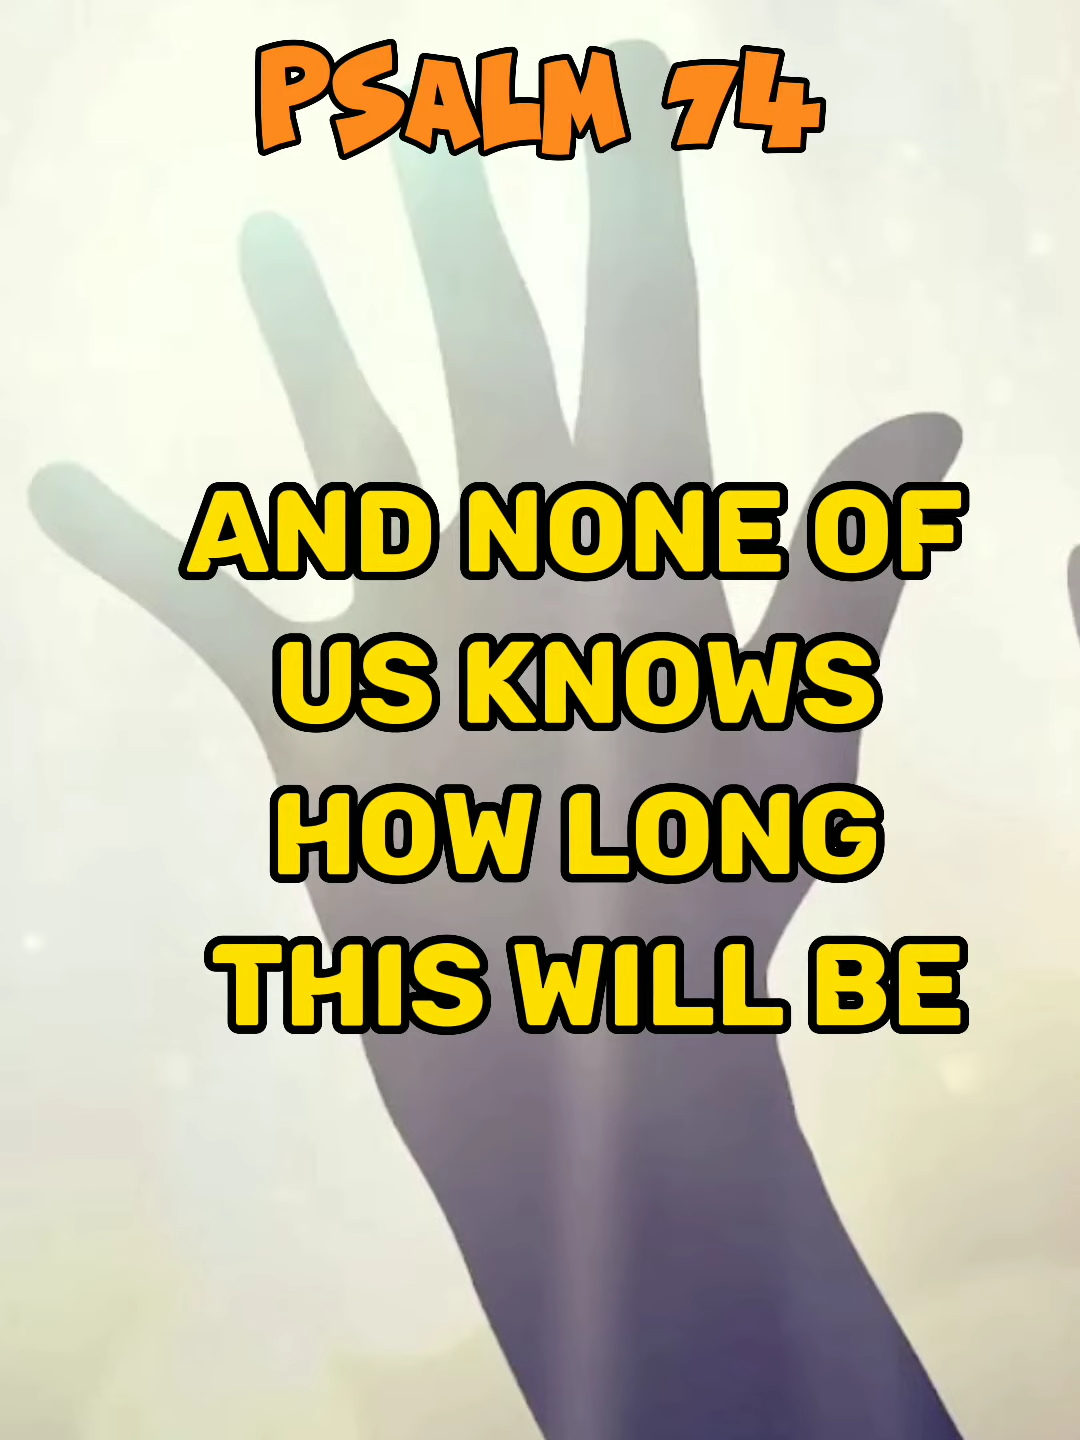 PSALM 74
AND NONE OF
US KNOWS
HOW LONG
THIS WILL BE